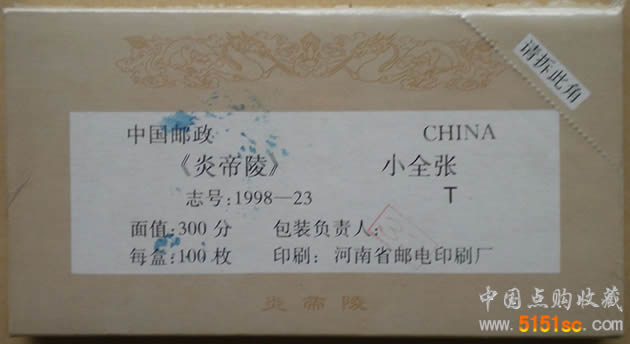 请拆此角
中国邮政 CHINA
《炎帝陵》 小全张
志号:1998—23 T
面值:300分 包装负责人:
每盒:100枚 印刷: 河南省邮电印刷厂
炎帝陵
中国点购收藏
www.5151sc.com